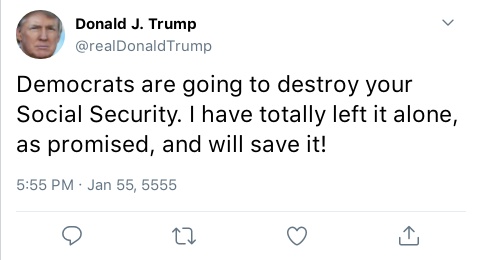 Donald J. Trump
@realDonaldTrump
Democrats are going to destroy your
Social Security. I have totally left it alone,
as promised, and will save it!
5:55 PM · Jan 55, 5555